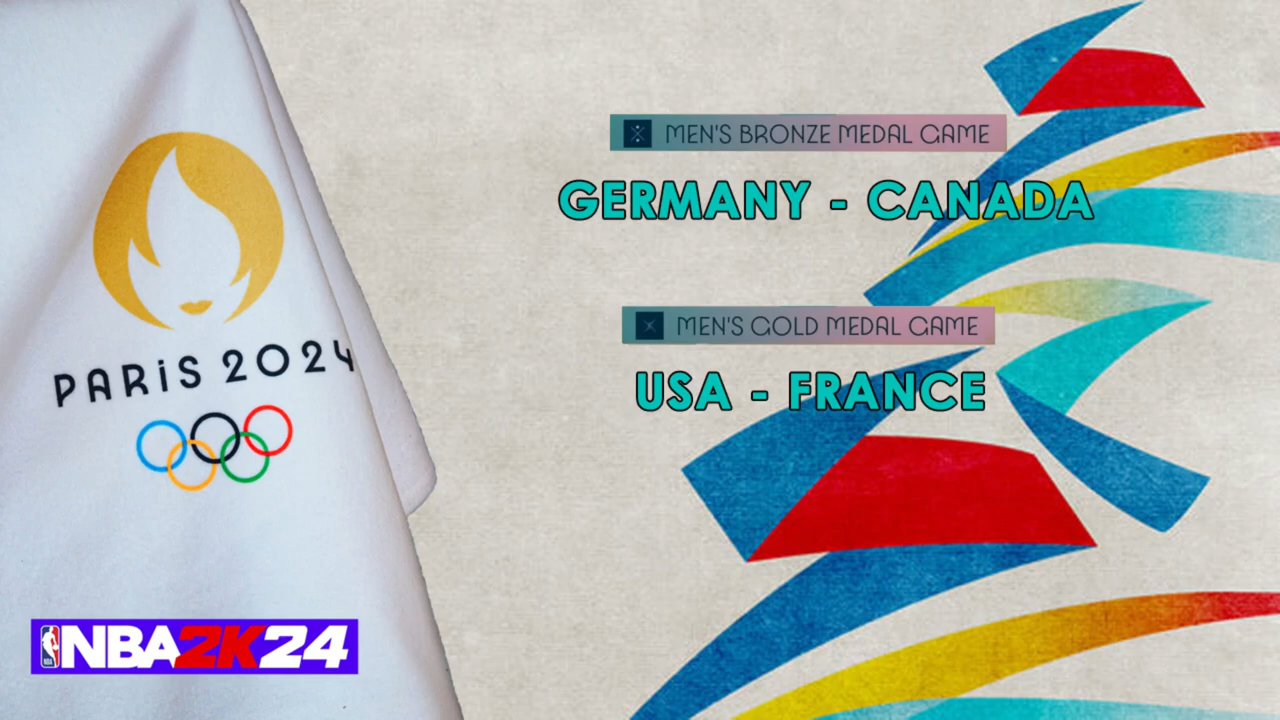 PARiS 2024
NBA2K24
MEN'S BRONZE MEDAL GAME
GERMANY - CANADA
MEN'S GOLD MEDAL GAME
USA - FRANCE